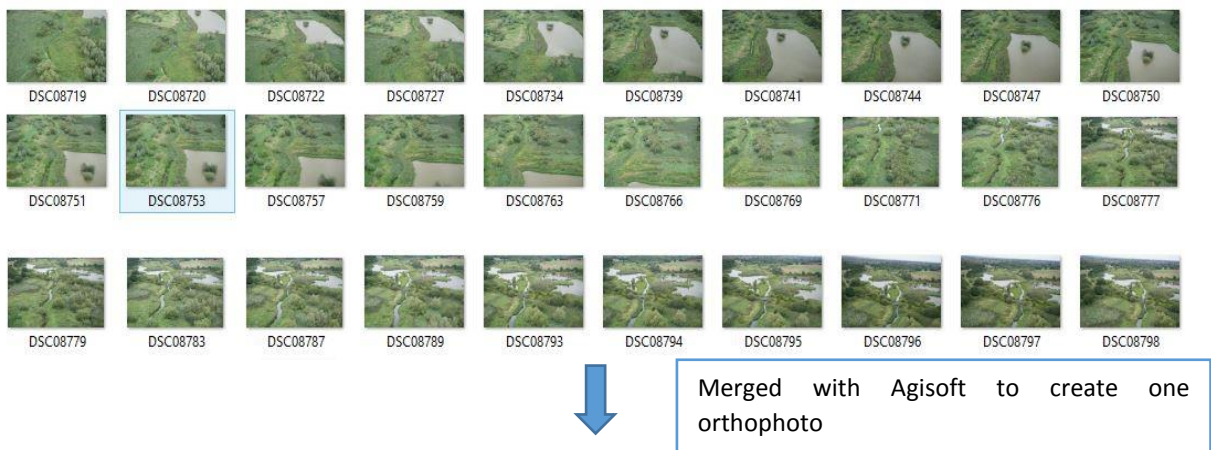 DSC08719 DSC08720 DSC08722 DSC08727 DSC08734 DSC08739 DSC08741 DSC08744 DSC08747 DSC08750
DSC08751 DSC08753 DSC08757 DSC08759 DSC08763 DSC08766 DSC08769 DSC08771 DSC08776 DSC08777
DSC08779 DSC08783 DSC08787 DSC08789 DSC08793 DSC08794 DSC08795 DSC08796 DSC08797 DSC08798
Merged with Agisoft to create one
orthophoto